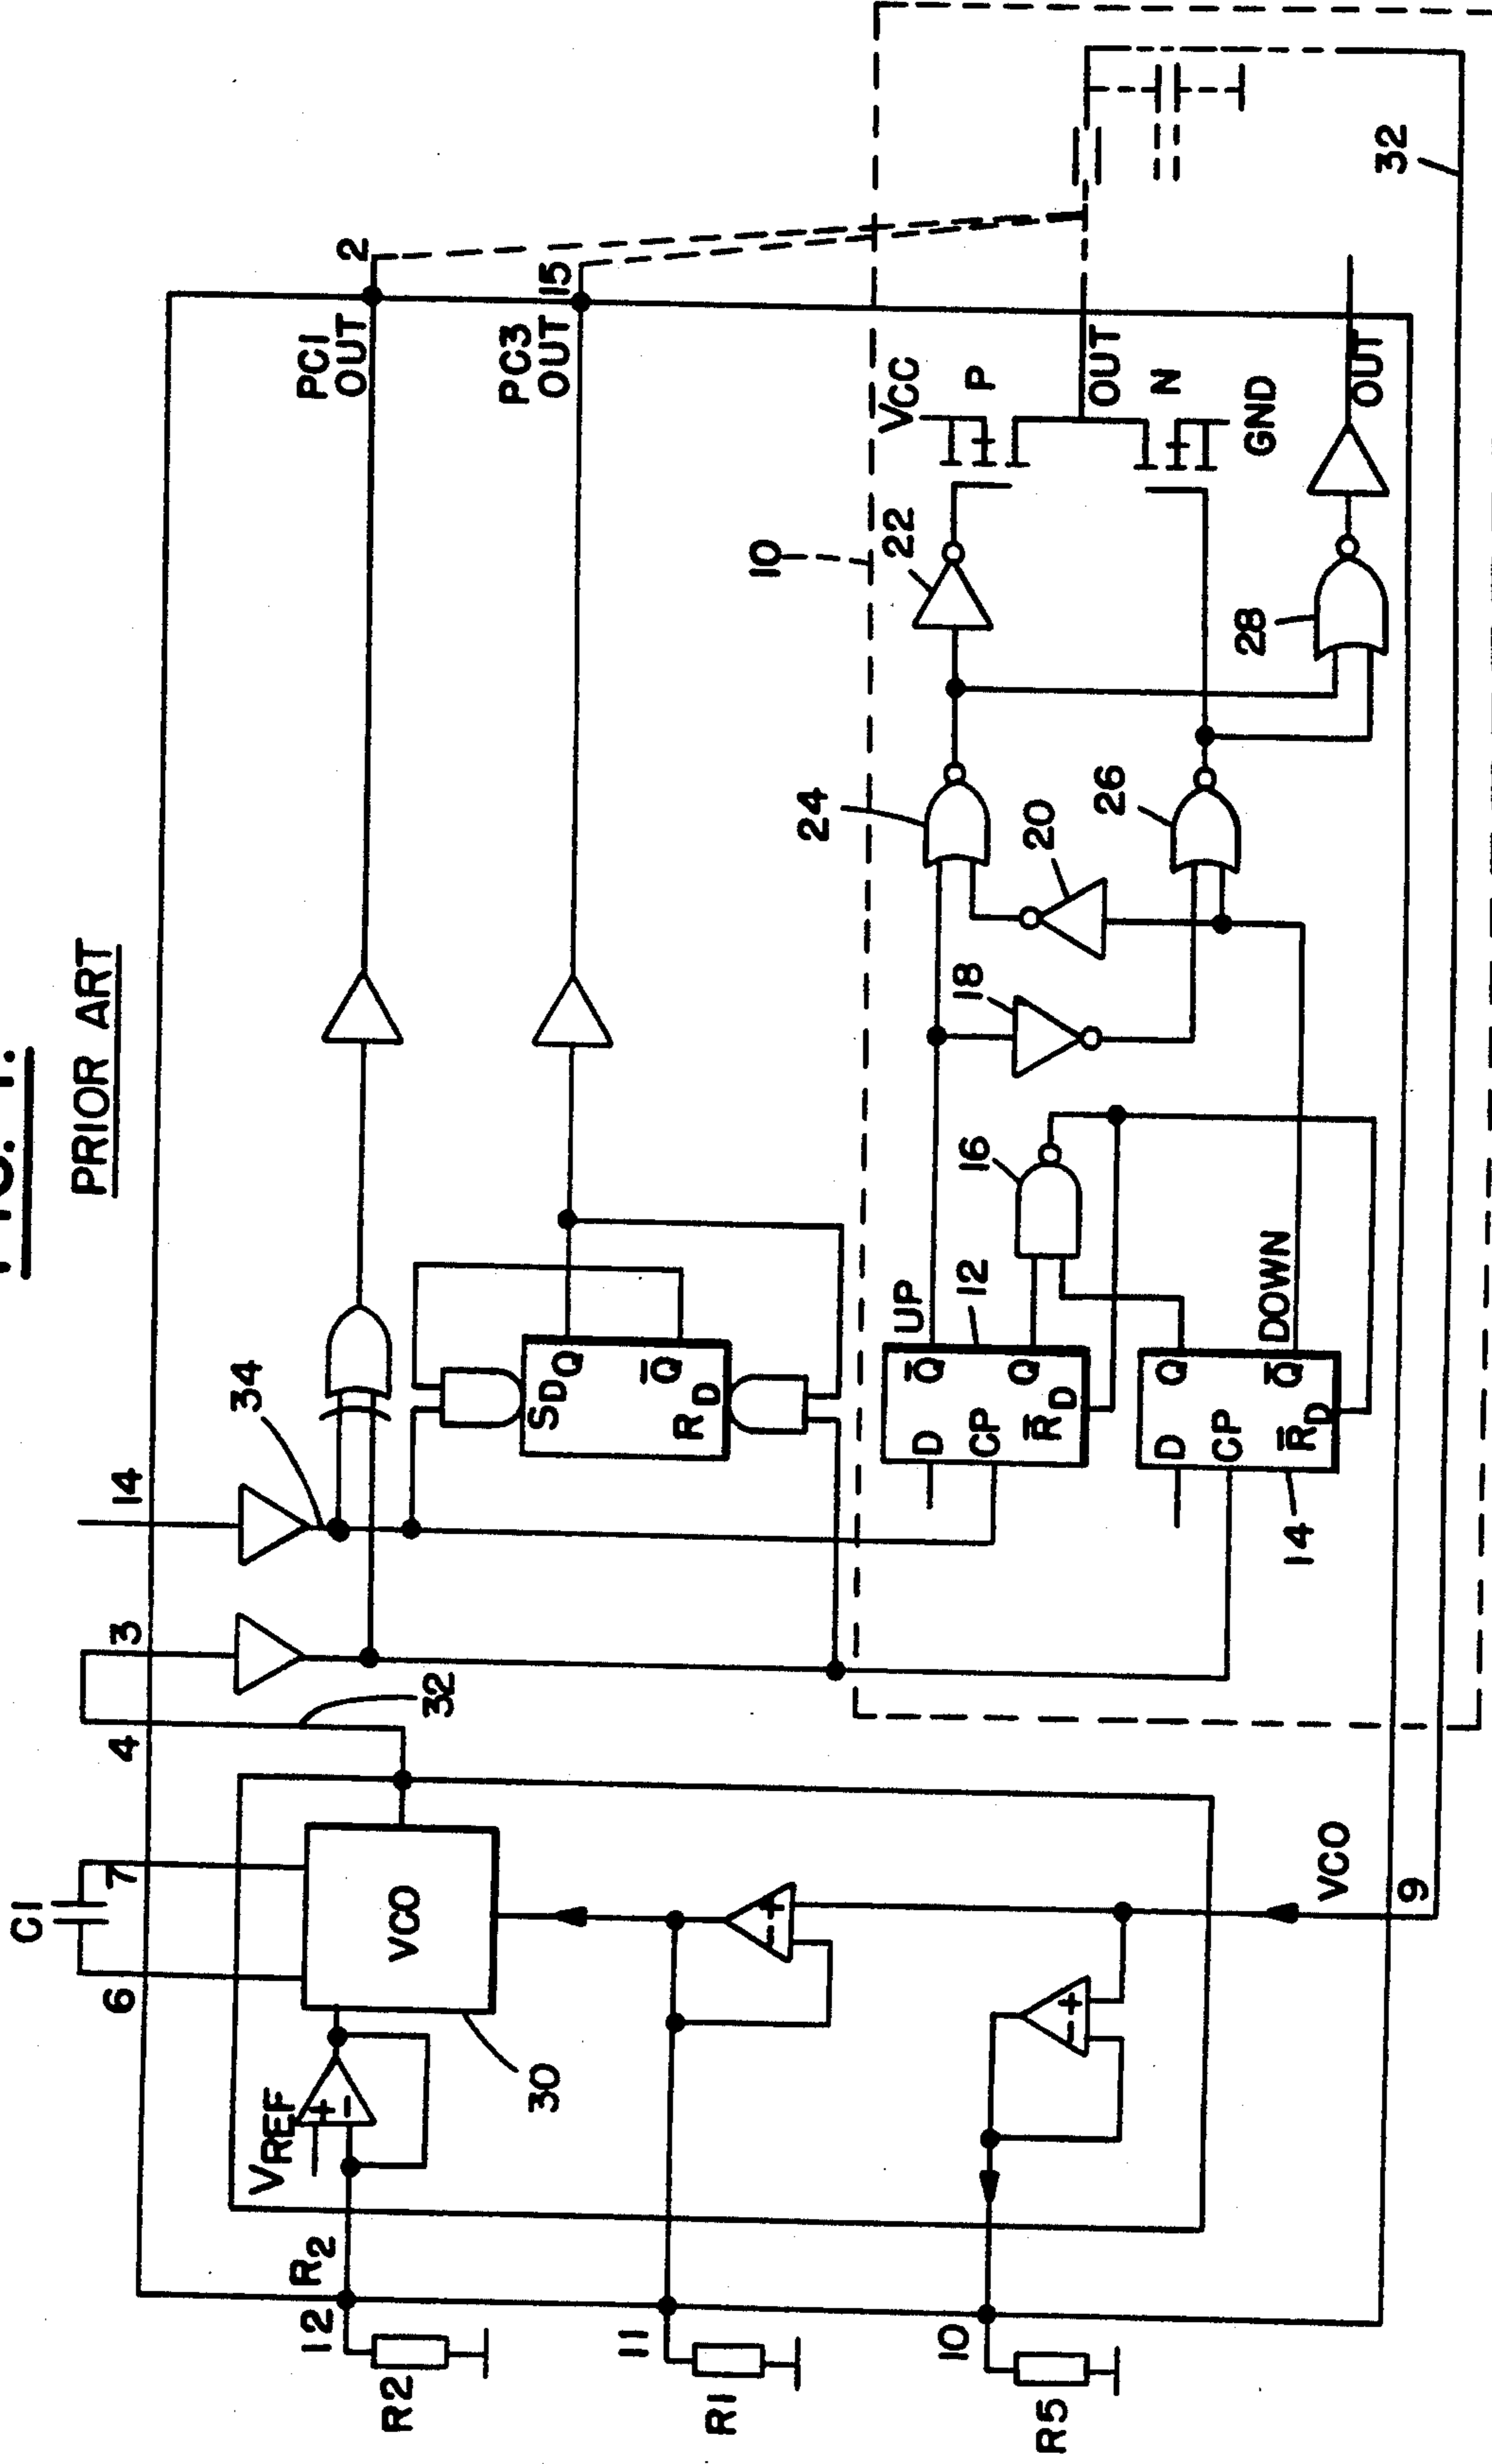 PRIOR ART
C1
6
7
4
3
14
32
34
VREF
VCO
30
R2
12
R2
11
R1
10
R5
VCO
9
PC1
OUT
2
PC3
OUT
15
SD
Q
Q̅
RD
10
UP
D
Q̅
CP
Q
R̅D
12
16
18
20
24
22
VCC
P
OUT
N
GND
D
Q
CP
Q̅
R̅D
14
DOWN
26
28
OUT
32